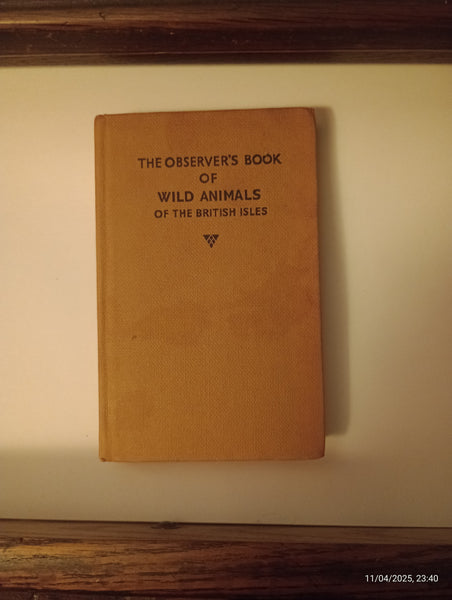 THE OBSERVER'S BOOK
OF
WILD ANIMALS
OF THE BRITISH ISLES
11/04/2025, 23:40